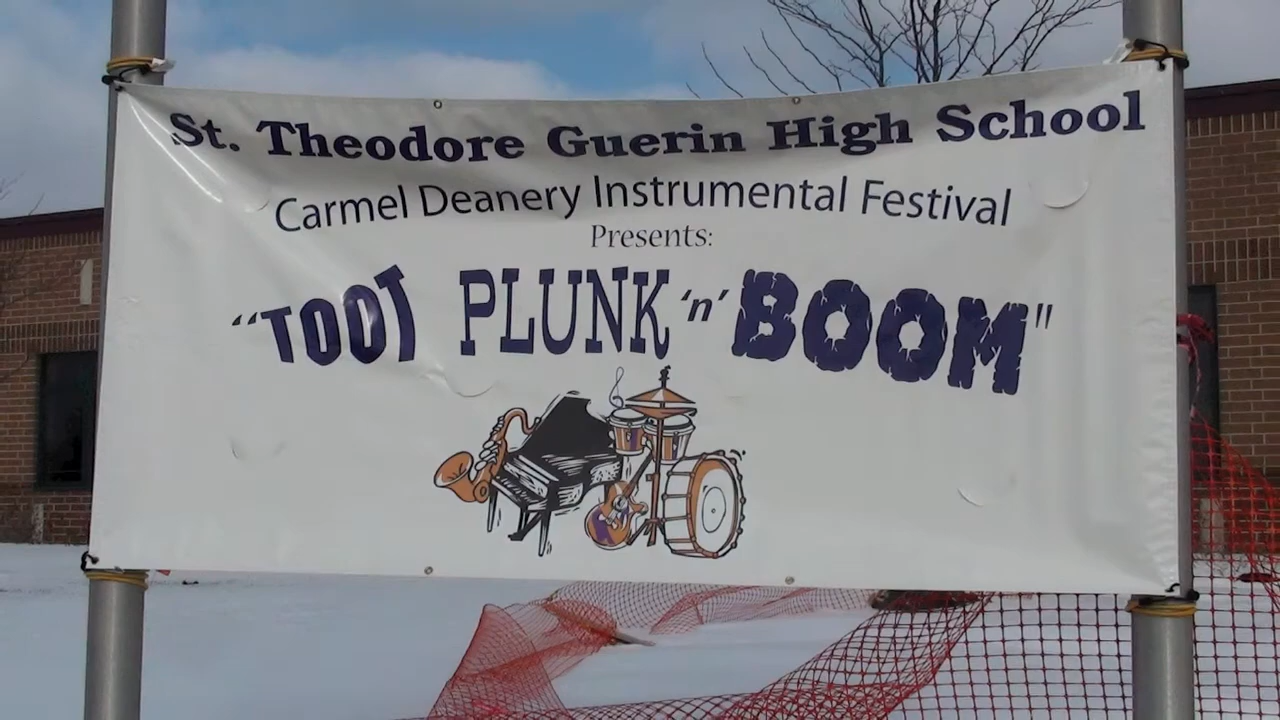 St. Theodore Guerin High School
Carmel Deanery Instrumental Festival
Presents:
“TOOT PLUNK ‘n’ BOOM"